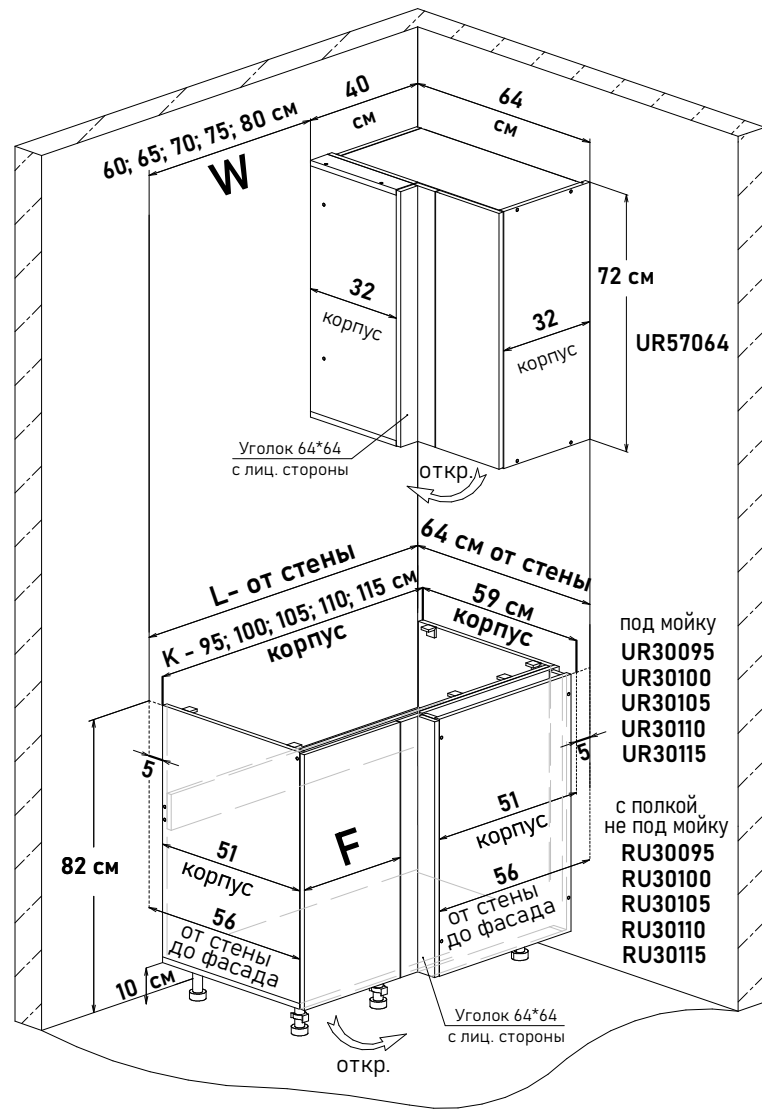 40
см
64
см
60; 65; 70; 75; 80 см
W
72 см
32
корпус
32
корпус
UR57064
Уголок 64*64
с лиц. стороны
откр.
L- от стены
64 см от стены
K - 95; 100; 105; 110; 115 см
корпус
59 см
корпус
под мойку
UR30095
UR30100
UR30105
UR30110
UR30115
5
5
82 см
51
корпус
F
51
корпус
56
от стены
до фасада
56
от стены
до фасада
с полкой
не под мойку
RU30095
RU30100
RU30105
RU30110
RU30115
10 см
Уголок 64*64
с лиц. стороны
откр.